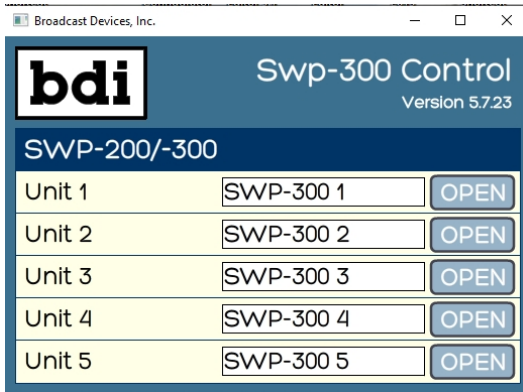 Broadcast Devices, Inc.
bdi
Swp-300 Control
Version 5.7.23
SWP-200/-300
Unit 1 SWP-300 1 OPEN
Unit 2 SWP-300 2 OPEN
Unit 3 SWP-300 3 OPEN
Unit 4 SWP-300 4 OPEN
Unit 5 SWP-300 5 OPEN